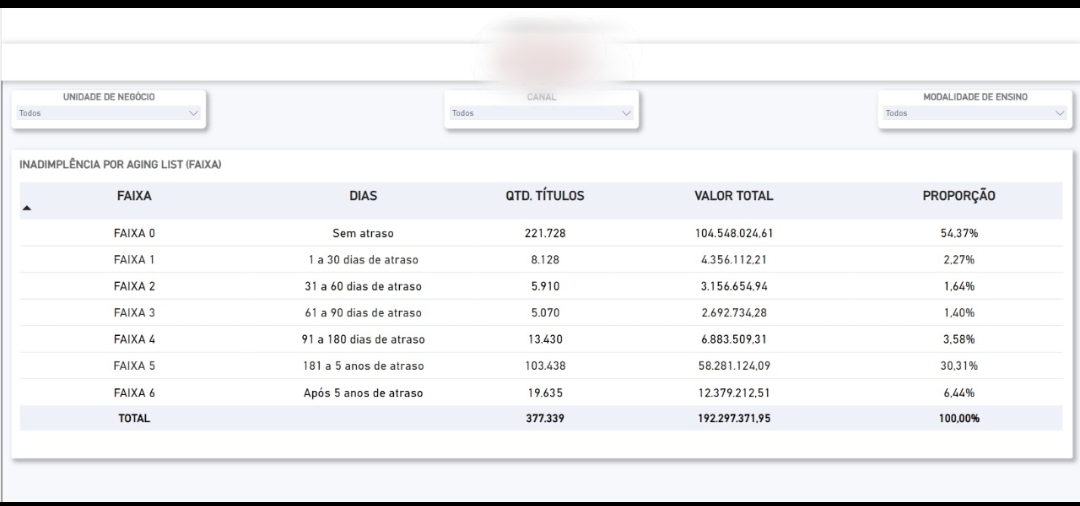 UNIDADE DE NEGÓCIO
Todos
CANAL
Todos
MODALIDADE DE ENSINO
Todos
INADIMPLÊNCIA POR AGING LIST (FAIXA)
FAIXA DIAS QTD. TÍTULOS VALOR TOTAL PROPORÇÃO
FAIXA 0 Sem atraso 221.728 104.548.024,61 54,37%
FAIXA 1 1 a 30 dias de atraso 8.128 4.356.112,21 2,27%
FAIXA 2 31 a 60 dias de atraso 5.910 3.156.654,94 1,64%
FAIXA 3 61 a 90 dias de atraso 5.070 2.692.734,28 1,40%
FAIXA 4 91 a 180 dias de atraso 13.430 6.883.509,31 3,58%
FAIXA 5 181 a 5 anos de atraso 103.438 58.281.124,09 30,31%
FAIXA 6 Após 5 anos de atraso 19.635 12.379.212,51 6,44%
TOTAL 377.339 192.297.371,95 100,00%